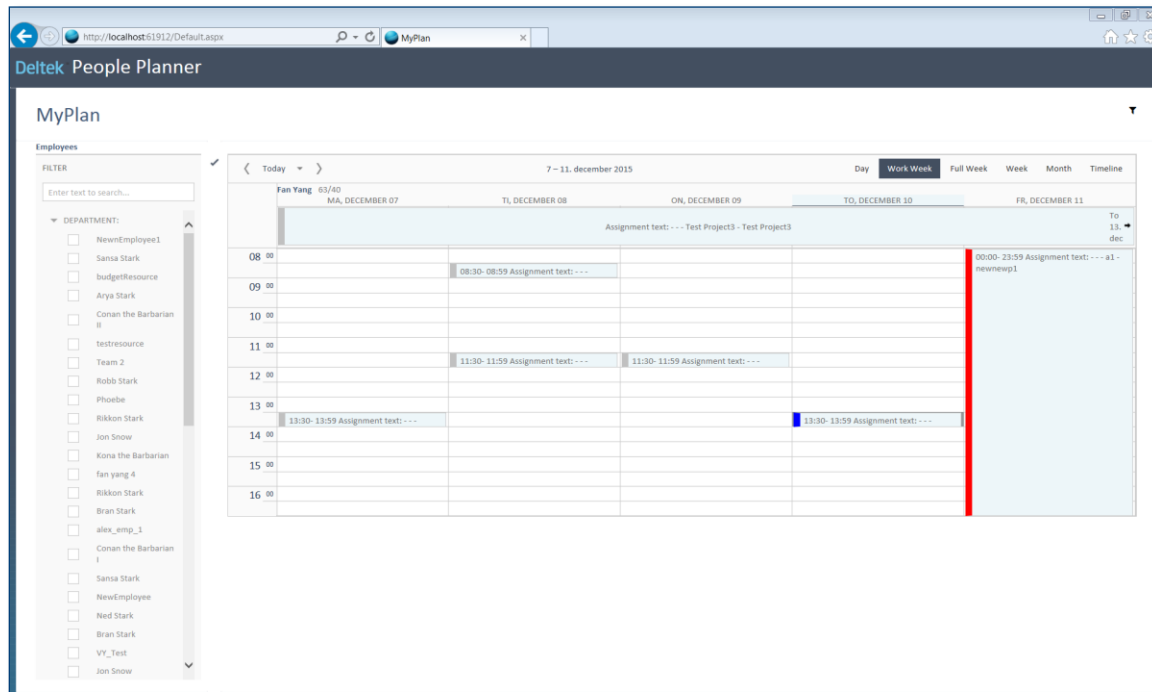 http://localhost:61912/Default.aspx
MyPlan
Deltek People Planner
MyPlan
Employees
FILTER
Enter text to search...
DEPARTMENT:
NewnEmployee1
Sansa Stark
budgetResource
Arya Stark
Conan the Barbarian
II
testresource
Team 2
Robb Stark
Phoebe
Rikkon Stark
Jon Snow
Kona the Barbarian
fan yang 4
Rikkon Stark
Bran Stark
alex_emp_1
Conan the Barbarian
I
Sansa Stark
NewEmployee
Ned Stark
Bran Stark
VY_Test
Jon Snow
Today
7 – 11. december 2015
Day Work Week Full Week Week Month Timeline
Fan Yang 63/40
MA, DECEMBER 07 TI, DECEMBER 08 ON, DECEMBER 09 TO, DECEMBER 10 FR, DECEMBER 11
Assignment text: - - - Test Project3 - Test Project3
To
13.
dec
08 00
08:30- 08:59 Assignment text: - - -
00:00- 23:59 Assignment text: - - - a1 -
newnewp1
09 00
10 00
11 00
11:30- 11:59 Assignment text: - - - 11:30- 11:59 Assignment text: - - -
12 00
13 00
13:30- 13:59 Assignment text: - - - 13:30- 13:59 Assignment text: - - -
14 00
15 00
16 00